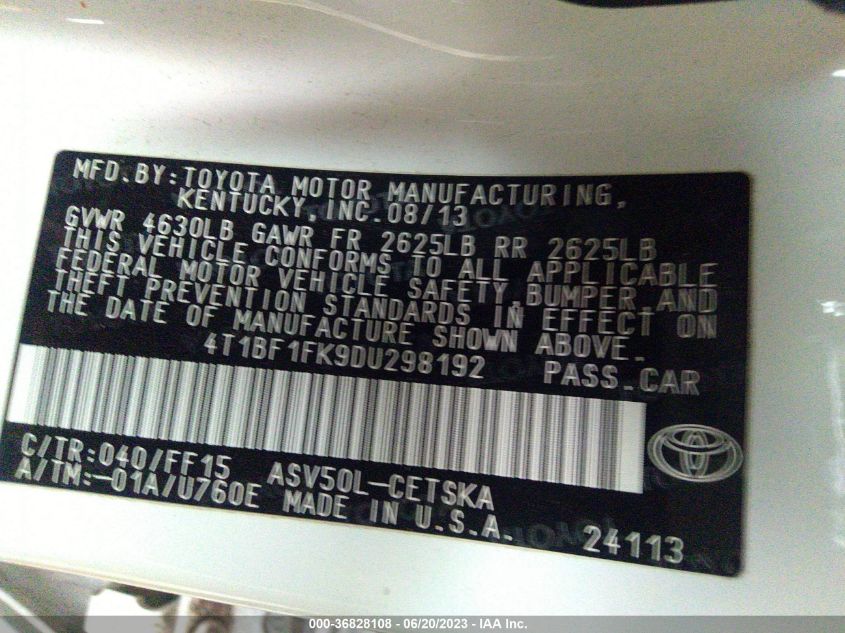 MFD.BY:TOYOTA MOTOR MANUFACTURING,
KENTUCKY,INC.08/13
GVWR 4630LB GAWR FR 2625LB RR 2625LB
THIS VEHICLE CONFORMS TO ALL APPLICABLE
FEDERAL MOTOR VEHICLE SAFETY,BUMPER,AND
THEFT PREVENTION STANDARDS IN EFFECT ON
THE DATE OF MANUFACTURE SHOWN ABOVE.
4T1BF1FK9DU298192 PASS.CAR
C/TR:040/FF15 ASV50L-CETSKA
A/TM:-01A/U760E MADE IN U.S.A.
24113
000-36828108 - 06/20/2023 - IAA Inc.